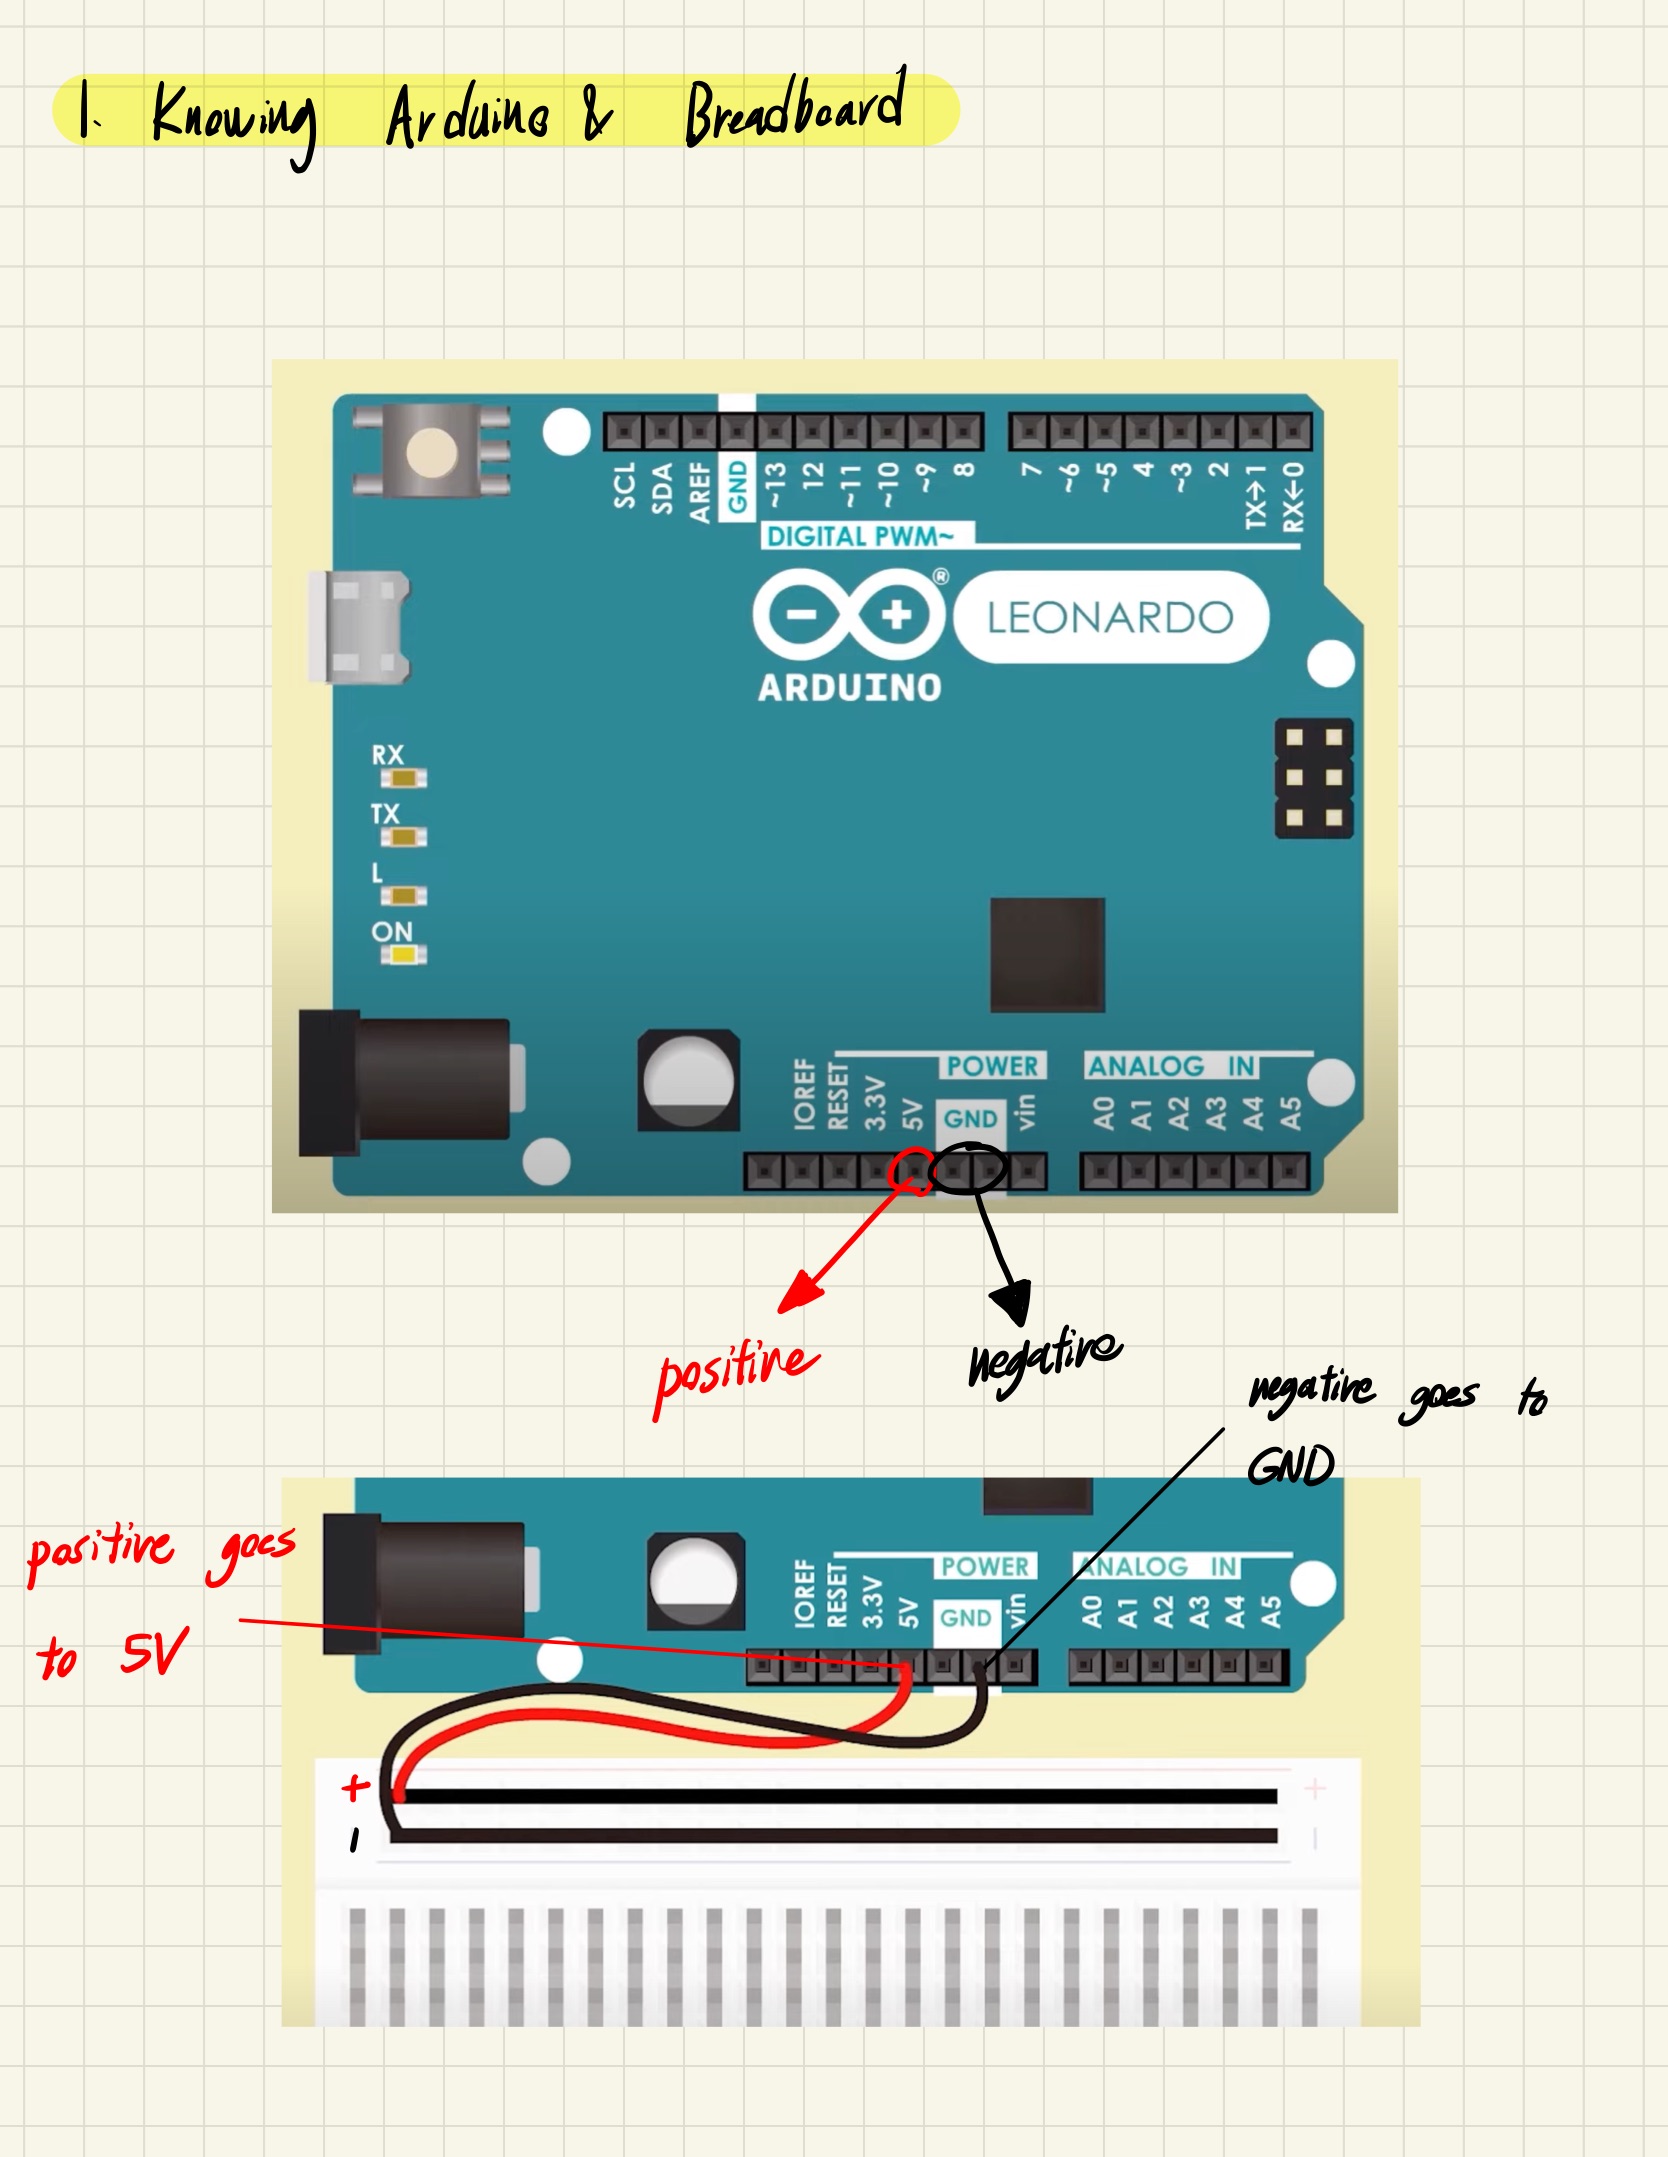 1. Knowing Arduino & Breadboard
SCL
SDA
AREF
GND
~13
12
~11
~10
~9
8
7
~6
~5
4
~3
2
TX→1
RX←0
DIGITAL PWM~
®
LEONARDO
ARDUINO
RX
TX
L
ON
POWER
ANALOG IN
IOREF
RESET
3.3V
5V
GND
vin
A0
A1
A2
A3
A4
A5
positive
negative
negative goes to
GND
positive goes
to 5V
POWER
ANALOG IN
IOREF
RESET
3.3V
5V
GND
vin
A0
A1
A2
A3
A4
A5
+
+
-
-